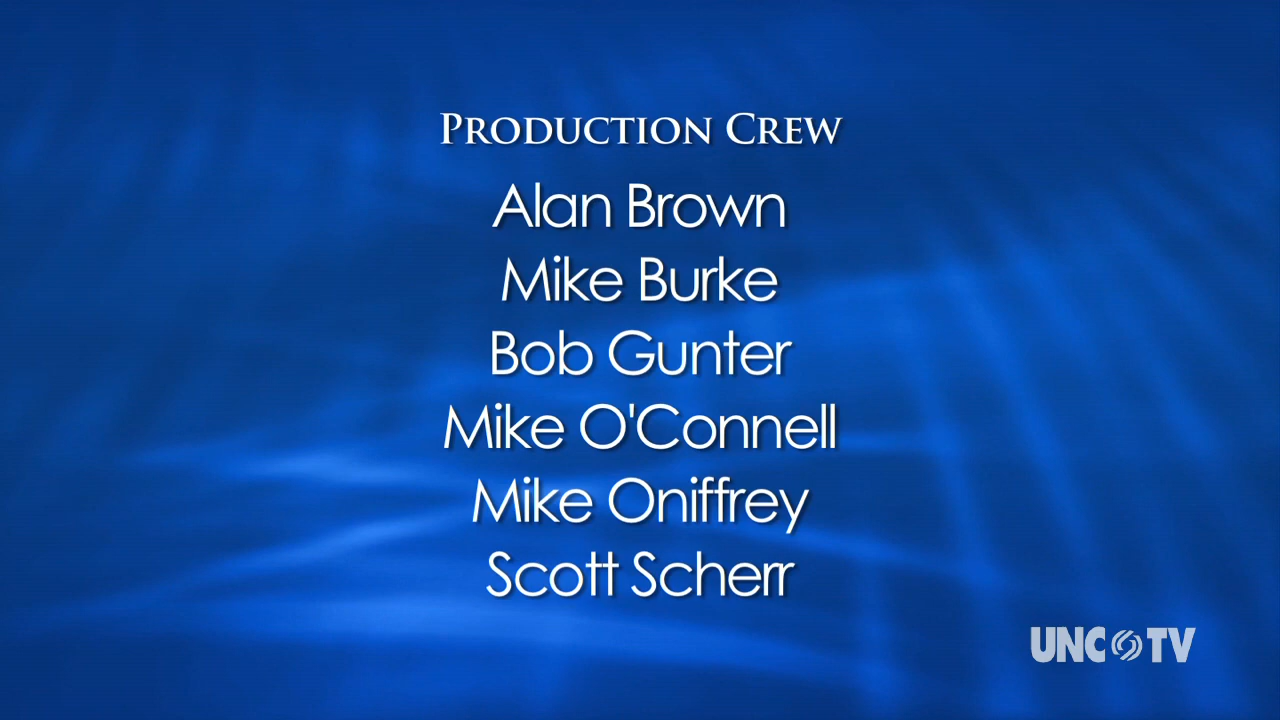 Production Crew
Alan Brown
Mike Burke
Bob Gunter
Mike O'Connell
Mike Oniffrey
Scott Scherr
UNC TV